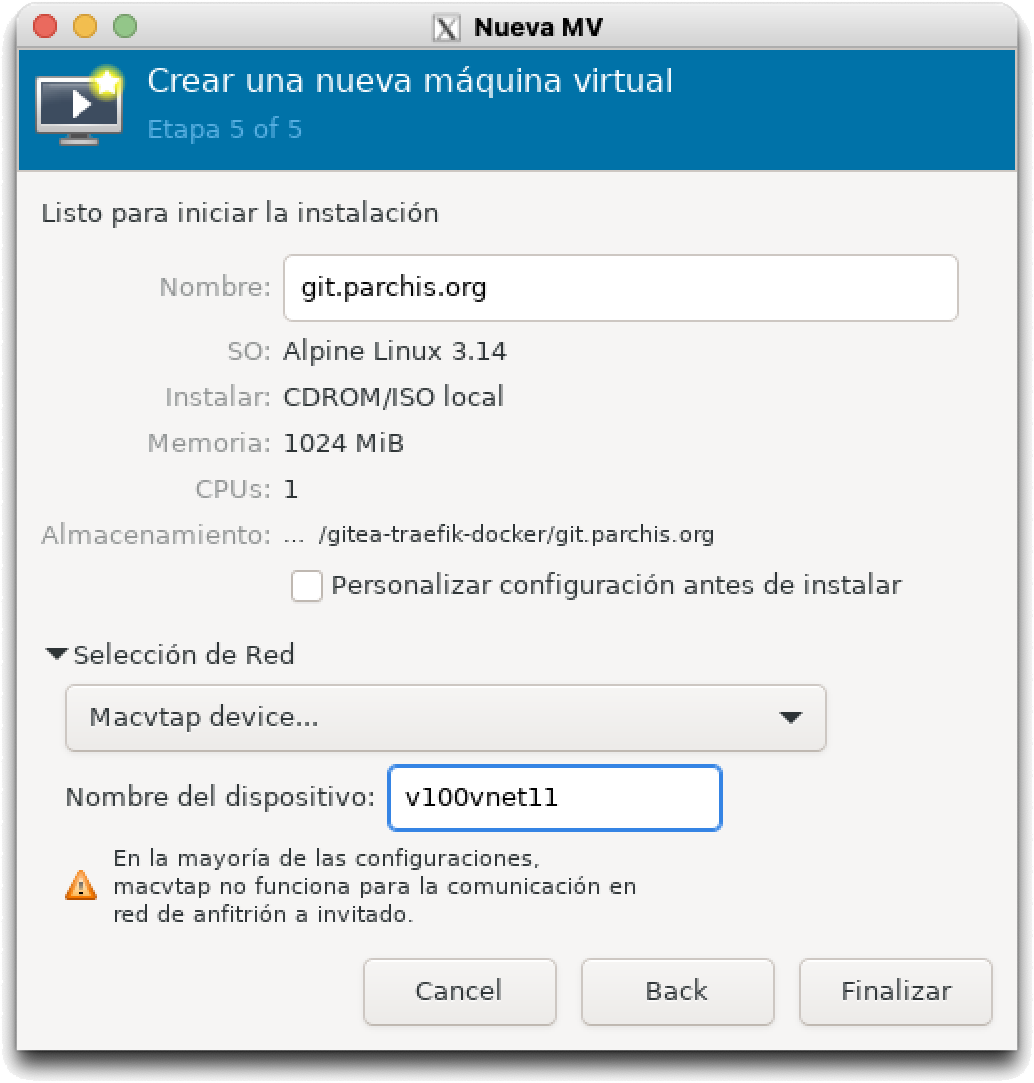 Nueva MV
Crear una nueva máquina virtual
Etapa 5 of 5
Listo para iniciar la instalación
Nombre: git.parchis.org
SO: Alpine Linux 3.14
Instalar: CDROM/ISO local
Memoria: 1024 MiB
CPUs: 1
Almacenamiento: ... /gitea-traefik-docker/git.parchis.org
Personalizar configuración antes de instalar
Selección de Red
Macvtap device...
Nombre del dispositivo: v100vnet11
En la mayoría de las configuraciones,
macvtap no funciona para la comunicación en
red de anfitrión a invitado.
Cancel Back Finalizar